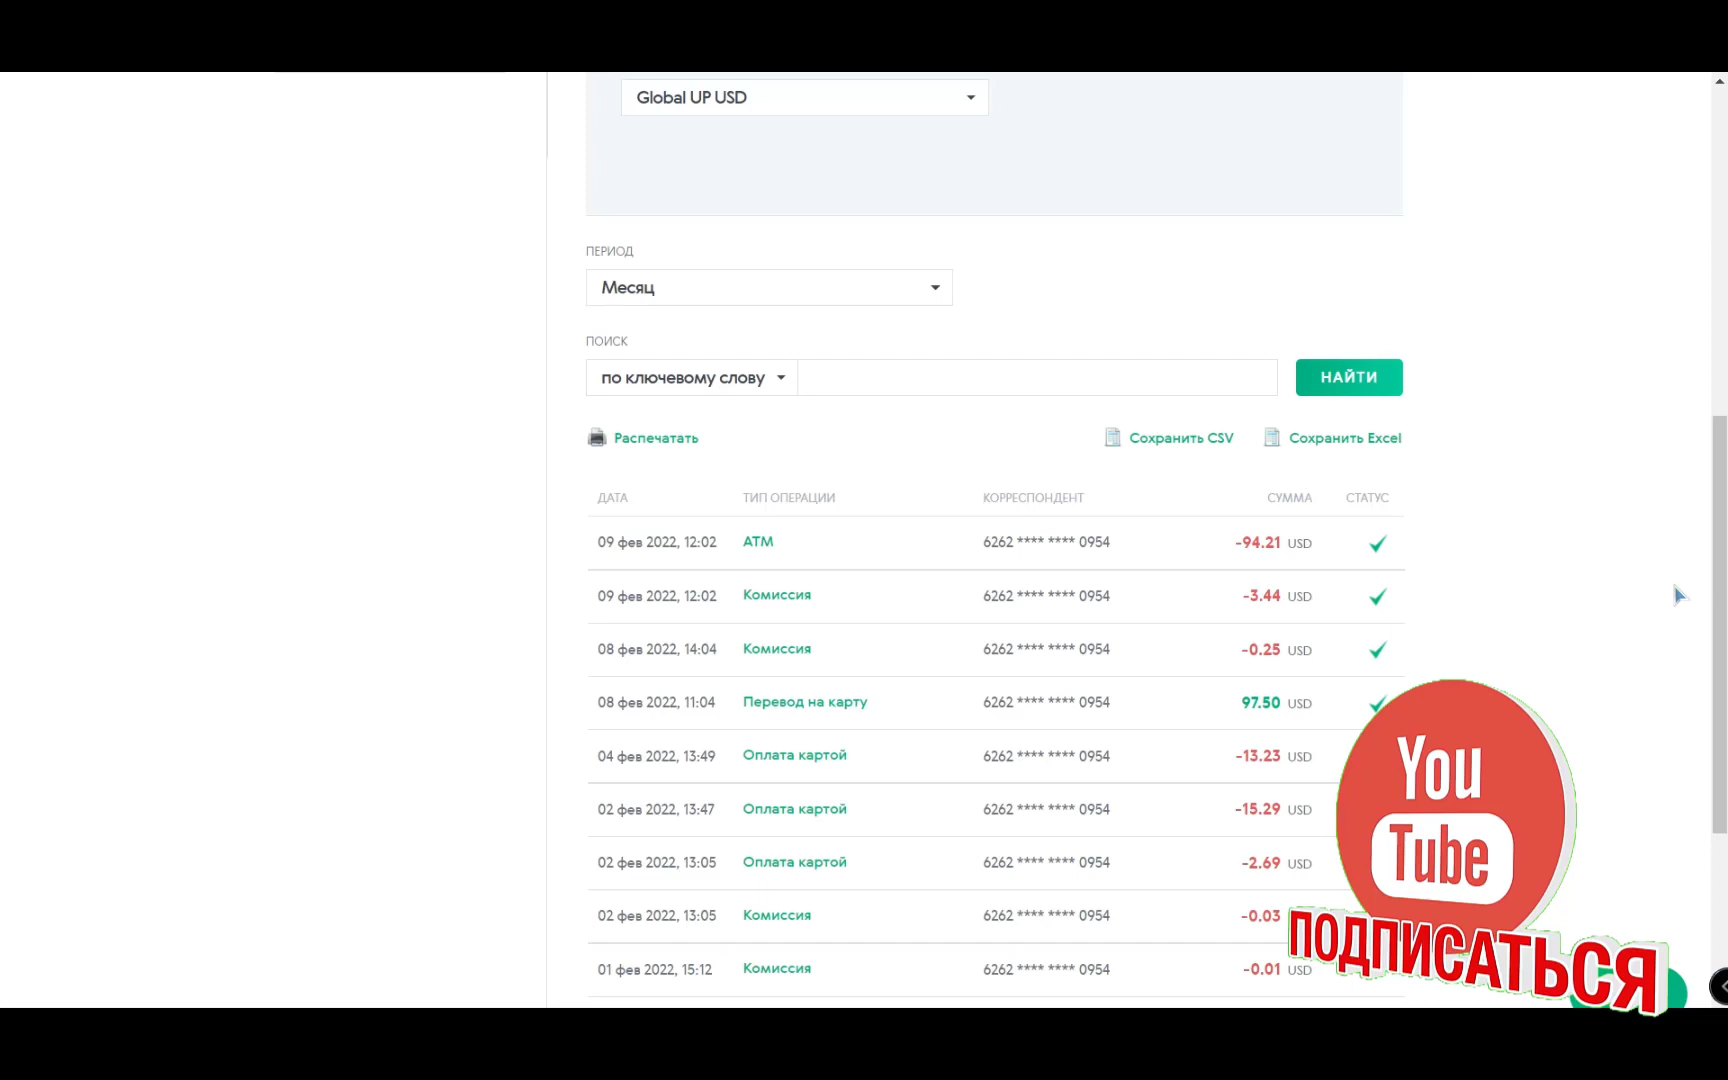 Global UP USD
ПЕРИОД
Месяц
ПОИСК
по ключевому слову
НАЙТИ
Распечатать
Сохранить CSV
Сохранить Excel
ДАТА ТИП ОПЕРАЦИИ КОРРЕСПОНДЕНТ СУММА СТАТУС
09 фев 2022, 12:02 ATM 6262 **** **** 0954 -94.21 USD
09 фев 2022, 12:02 Комиссия 6262 **** **** 0954 -3.44 USD
08 фев 2022, 14:04 Комиссия 6262 **** **** 0954 -0.25 USD
08 фев 2022, 11:04 Перевод на карту 6262 **** **** 0954 97.50 USD
04 фев 2022, 13:49 Оплата картой 6262 **** **** 0954 -13.23 USD
02 фев 2022, 13:47 Оплата картой 6262 **** **** 0954 -15.29 USD
02 фев 2022, 13:05 Оплата картой 6262 **** **** 0954 -2.69 USD
02 фев 2022, 13:05 Комиссия 6262 **** **** 0954 -0.03
01 фев 2022, 15:12 Комиссия 6262 **** **** 0954 -0.01 USD
You
Tube
ПОДПИСАТЬСЯ